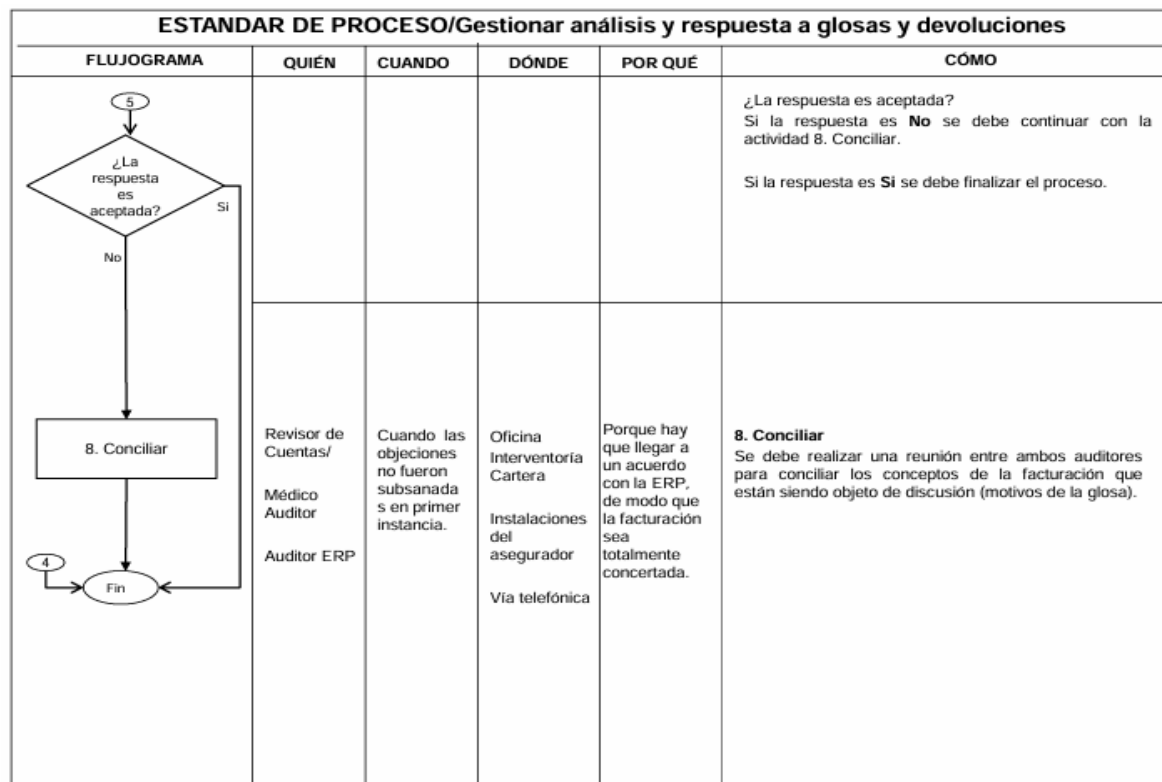 ESTANDAR DE PROCESO/Gestionar análisis y respuesta a glosas y devoluciones
FLUJOGRAMA
QUIÉN
CUANDO
DÓNDE
POR QUÉ
CÓMO
5
¿La
respuesta
es
aceptada?
Si
No
¿La respuesta es aceptada?
Si la respuesta es No se debe continuar con la
actividad 8. Conciliar.
Si la respuesta es Si se debe finalizar el proceso.
8. Conciliar
4
Fin
Revisor de
Cuentas/
Médico
Auditor
Auditor ERP
Cuando las
objeciones
no fueron
subsanada
s en primer
instancia.
Oficina
Interventoría
Cartera
Instalaciones
del
asegurador
Vía telefónica
Porque hay
que llegar a
un acuerdo
con la ERP,
de modo que
la facturación
sea
totalmente
concertada.
8. Conciliar
Se debe realizar una reunión entre ambos auditores
para conciliar los conceptos de la facturación que
están siendo objeto de discusión (motivos de la glosa).